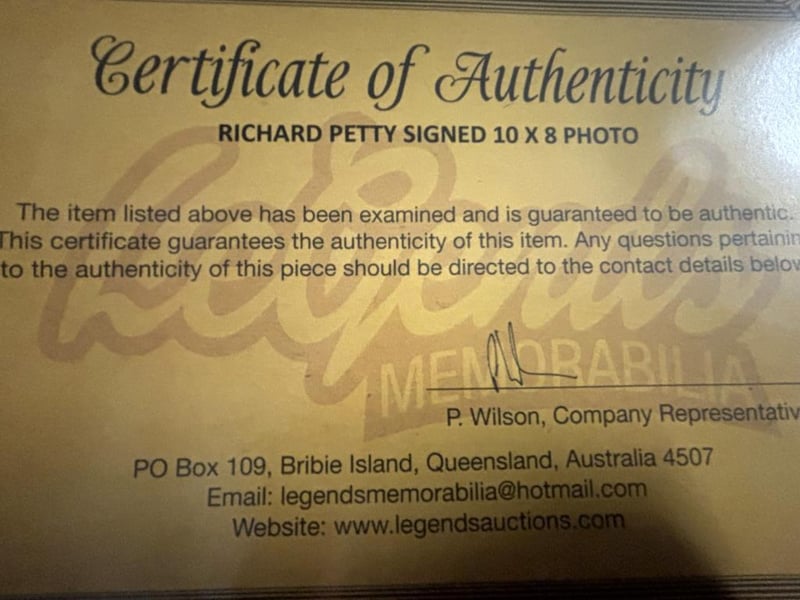 Certificate of Authenticity
RICHARD PETTY SIGNED 10 X 8 PHOTO
The item listed above has been examined and is guaranteed to be authentic.
This certificate guarantees the authenticity of this item. Any questions pertainin
to the authenticity of this piece should be directed to the contact details below
Legends
MEMORABILIA
P. Wilson, Company Representativ
PO Box 109, Bribie Island, Queensland, Australia 4507
Email: legendsmemorabilia@hotmail.com
Website: www.legendsauctions.com